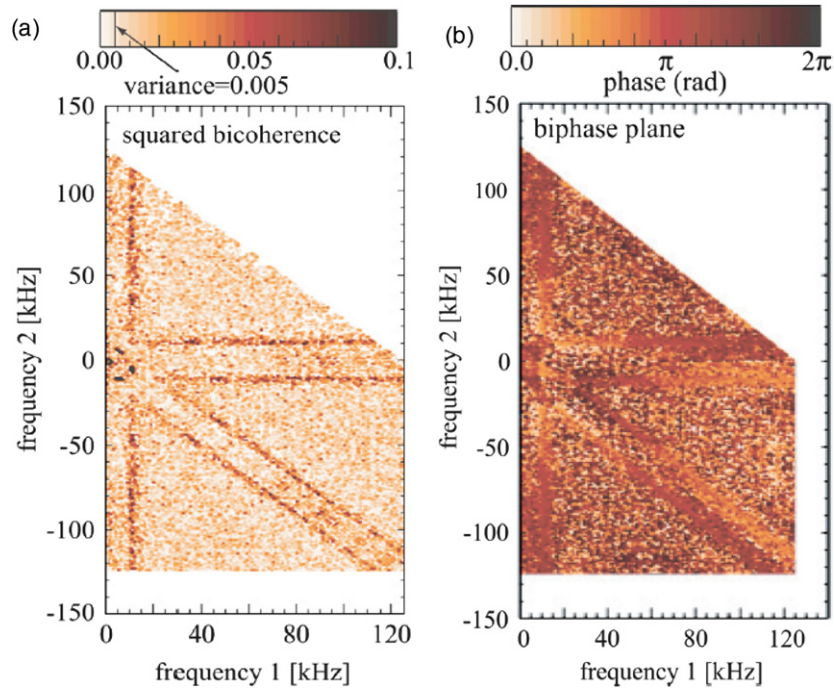 (a)
0.00 0.05 0.1
variance=0.005
squared bicoherence
150
100
50
0
-50
-100
-150
frequency 2 [kHz]
0 40 80 120
frequency 1 [kHz]
(b)
0.0 π 2π
phase (rad)
biphase plane
150
100
50
0
-50
-100
-150
frequency 2 [kHz]
0 40 80 120
frequency 1 [kHz]